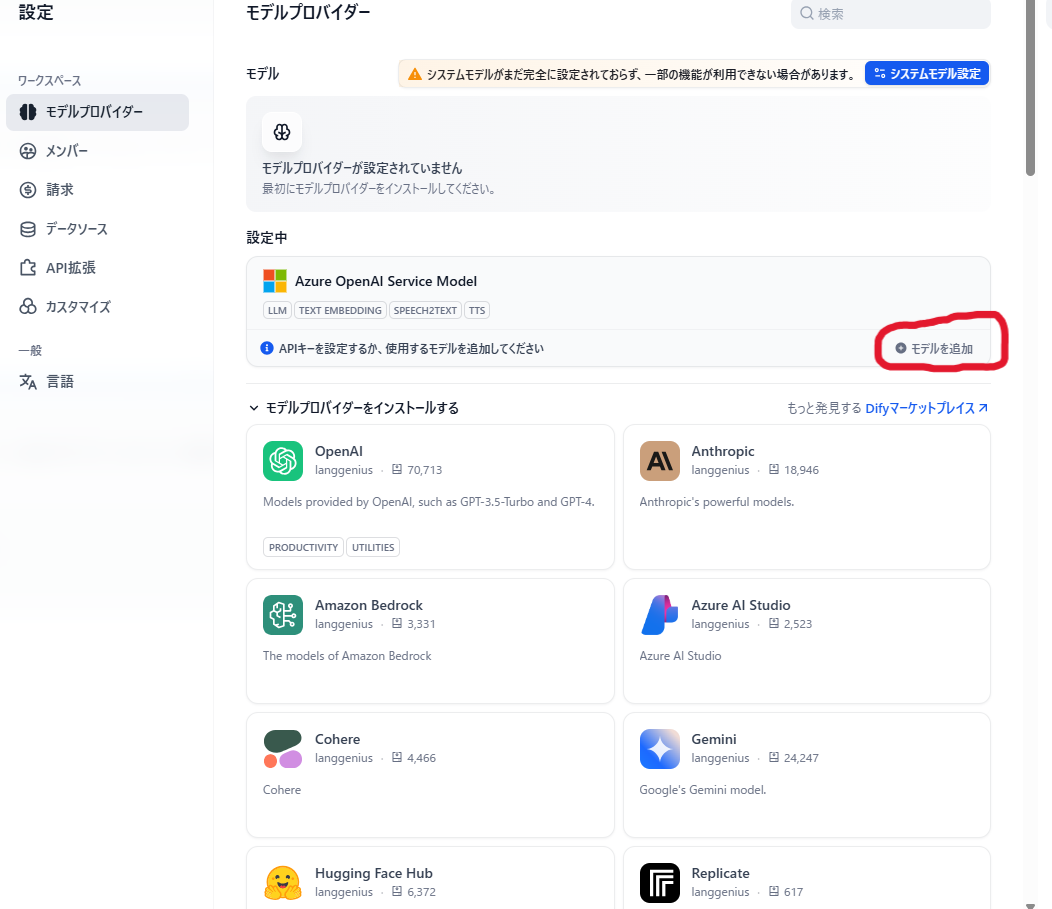 設定
モデルプロバイダー
検索
ワークスペース
モデルプロバイダー
メンバー
請求
データソース
API拡張
カスタマイズ
一般
言語
モデル
システムモデルがまだ完全に設定されておらず、一部の機能が利用できない場合があります。
システムモデル設定
モデルプロバイダーが設定されていません
最初にモデルプロバイダーをインストールしてください。
設定中
Azure OpenAI Service Model
LLM TEXT EMBEDDING SPEECH2TEXT TTS
APIキーを設定するか、使用するモデルを追加してください
モデルを追加
モデルプロバイダーをインストールする
もっと発見する Difyマーケットプレイス
OpenAI
langgenius · 70,713
Models provided by OpenAI, such as GPT-3.5-Turbo and GPT-4.
PRODUCTIVITY UTILITIES
Anthropic
langgenius · 18,946
Anthropic's powerful models.
Amazon Bedrock
langgenius · 3,331
The models of Amazon Bedrock
Azure AI Studio
langgenius · 2,523
Azure AI Studio
Cohere
langgenius · 4,466
Cohere
Gemini
langgenius · 24,247
Google's Gemini model.
Hugging Face Hub
langgenius · 6,372
Replicate
langgenius · 617